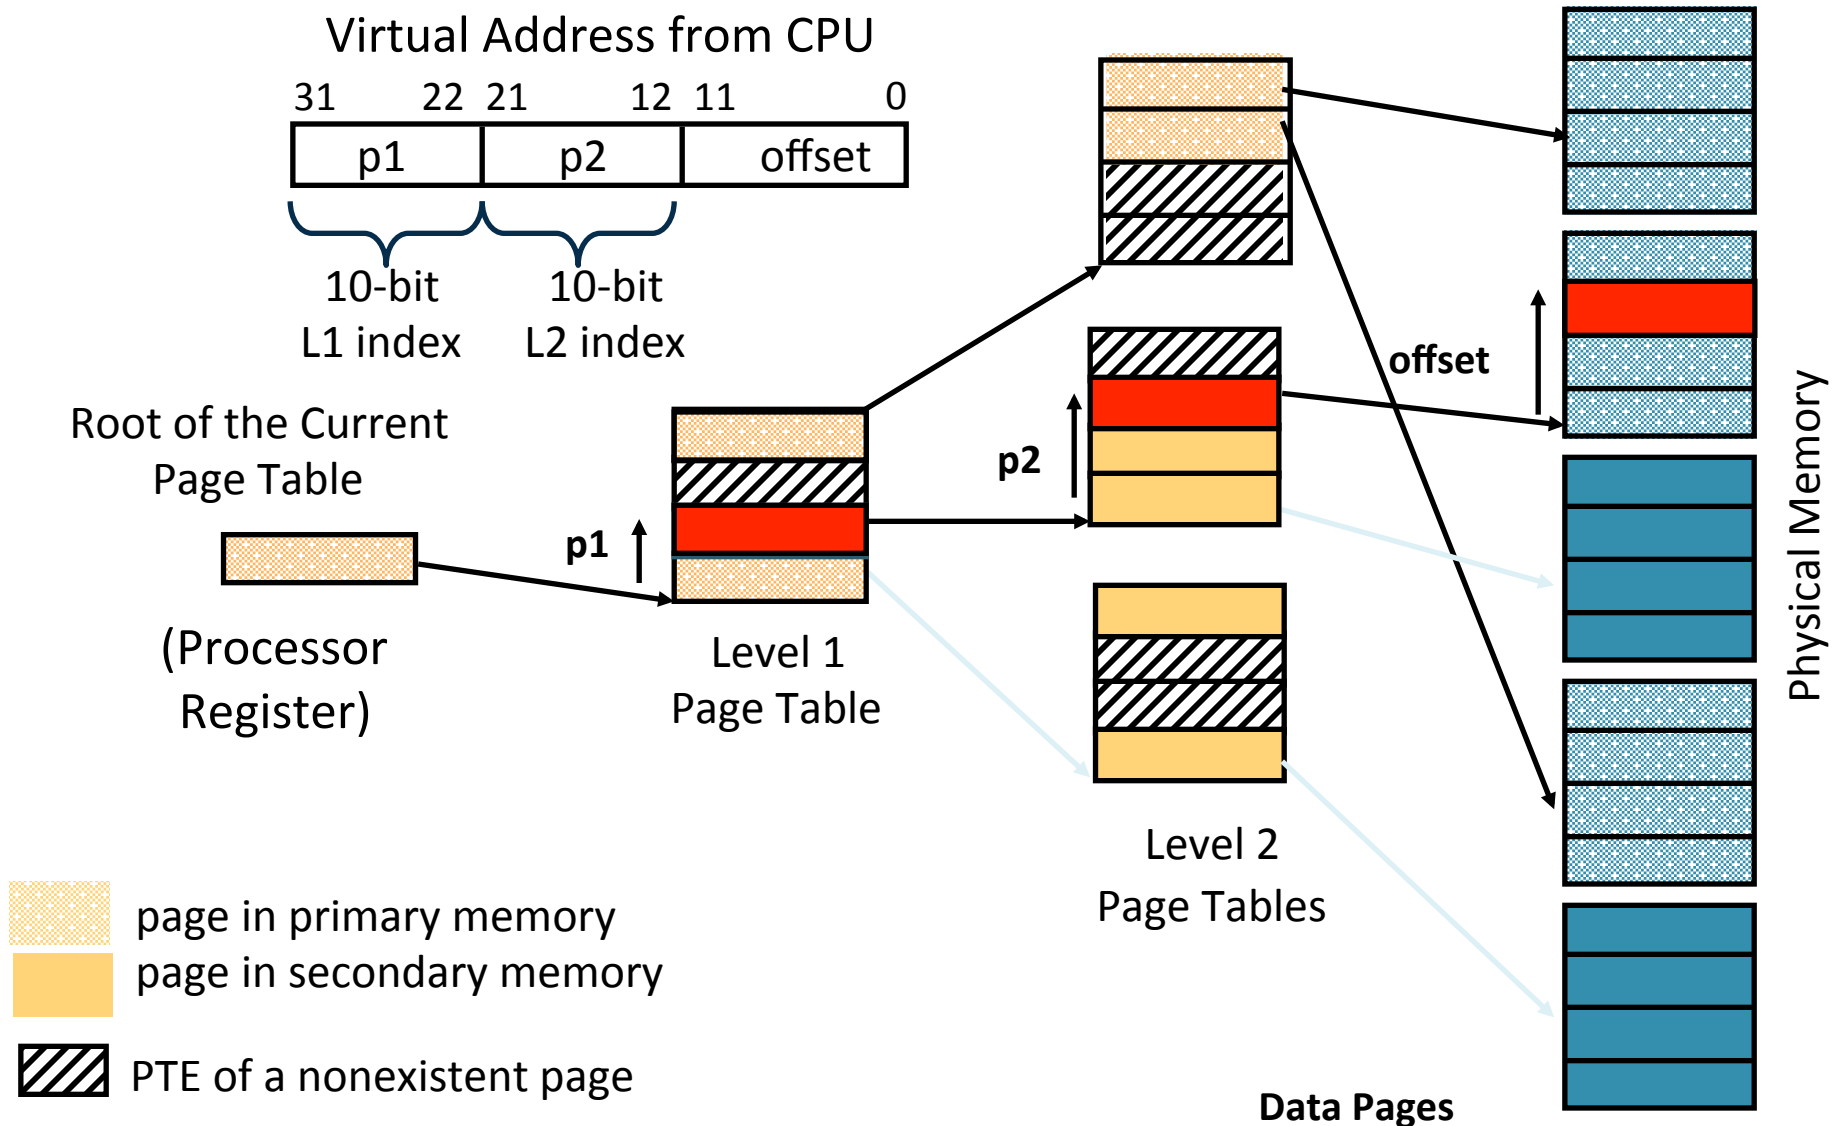 Virtual Address from CPU
31 22 21 12 11 0
p1 p2 offset
10-bit
L1 index
10-bit
L2 index
Root of the Current
Page Table
(Processor
Register)
p1
Level 1
Page Table
p2
Level 2
Page Tables
offset
Physical Memory
page in primary memory
page in secondary memory
PTE of a nonexistent page
Data Pages